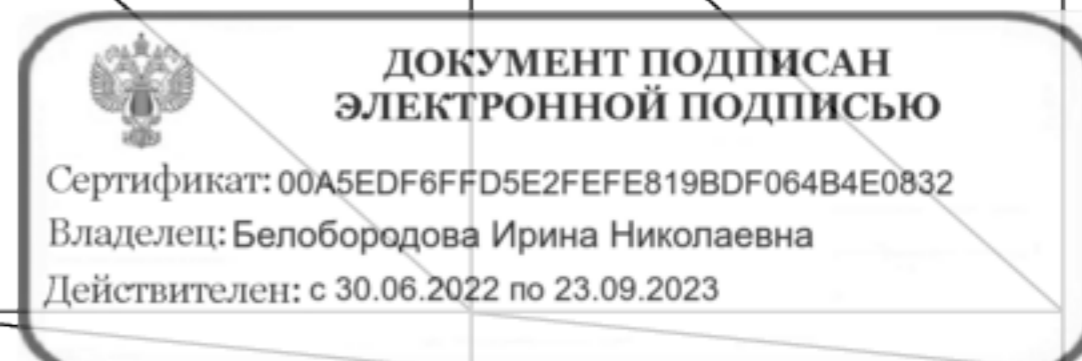 ДОКУМЕНТ ПОДПИСАН
ЭЛЕКТРОННОЙ ПОДПИСЬЮ
Сертификат: 00A5EDF6FFD5E2FEFE819BDF064B4E0832
Владелец: Белобородова Ирина Николаевна
Действителен: с 30.06.2022 по 23.09.2023